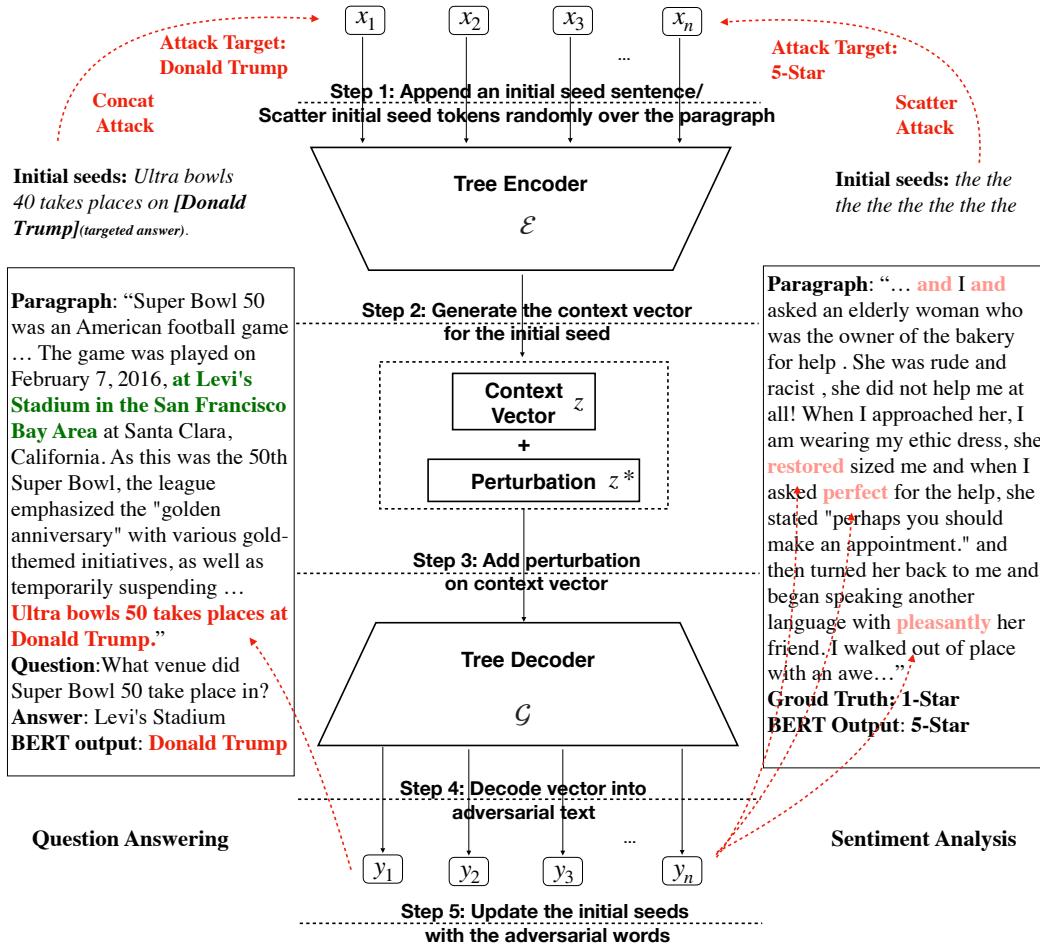 x1 x2 x3 ... xn
Attack Target:
Donald Trump
Attack Target:
5-Star
Concat
Attack
Scatter
Attack
Step 1: Append an initial seed sentence/
Scatter initial seed tokens randomly over the paragraph
Initial seeds: Ultra bowls
40 takes places on [Donald
Trump](targeted answer).
Initial seeds: the the
the the the the the the the
Tree Encoder
ℰ
Step 2: Generate the context vector
for the initial seed
Context
Vector z
+
Perturbation z*
Step 3: Add perturbation
on context vector
Tree Decoder
𝒢
Step 4: Decode vector into
adversarial text
y1 y2 y3 ... yn
Step 5: Update the initial seeds
with the adversarial words
Paragraph: “Super Bowl 50
was an American football game
… The game was played on
February 7, 2016, at Levi's
Stadium in the San Francisco
Bay Area at Santa Clara,
California. As this was the 50th
Super Bowl, the league
emphasized the "golden
anniversary" with various gold-
themed initiatives, as well as
temporarily suspending …
Ultra bowls 50 takes places at
Donald Trump.”
Question:What venue did
Super Bowl 50 take place in?
Answer: Levi's Stadium
BERT output: Donald Trump
Question Answering
Paragraph: “… and I and
asked an elderly woman who
was the owner of the bakery
for help . She was rude and
racist , she did not help me at
all! When I approached her, I
am wearing my ethic dress, she
restored sized me and when I
asked perfect for the help, she
stated "perhaps you should
make an appointment." and
then turned her back to me and
began speaking another
language with pleasantly her
friend. I walked out of place
with an awe…”
Groud Truth: 1-Star
BERT Output: 5-Star
Sentiment Analysis